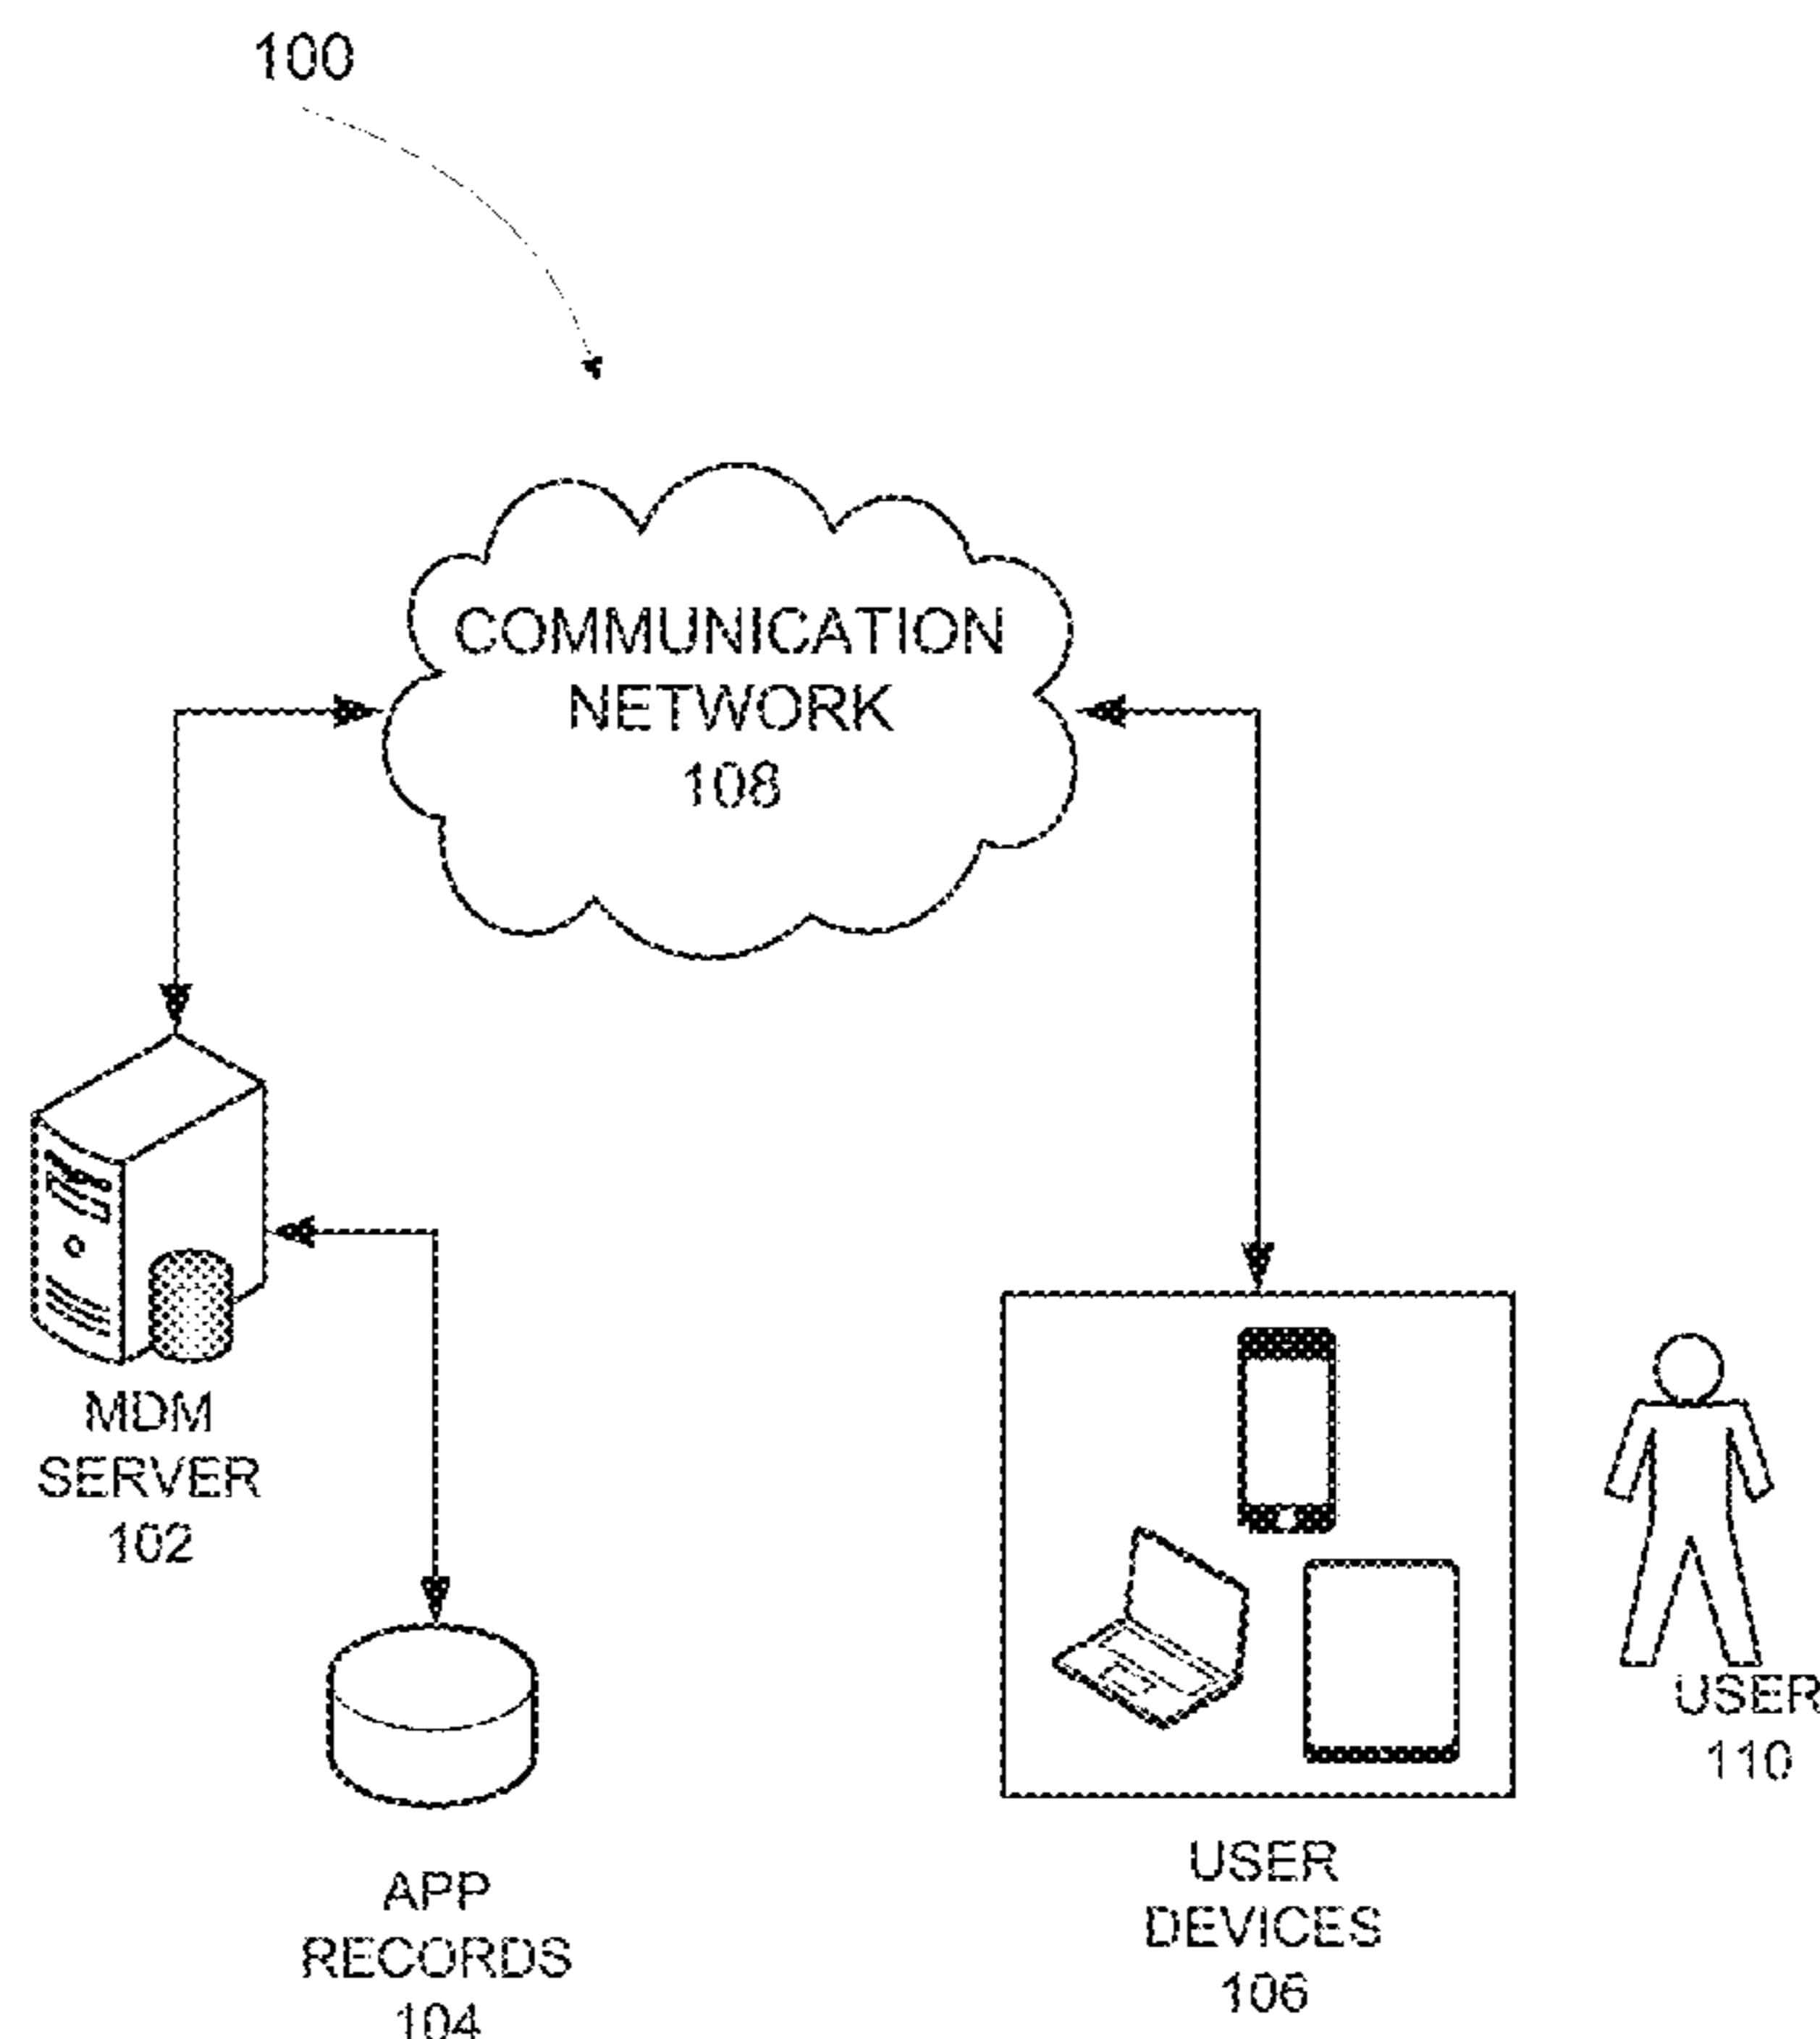 100
COMMUNICATION
NETWORK
108
MDM
SERVER
102
APP
RECORDS
104
USER
DEVICES
106
USER
110